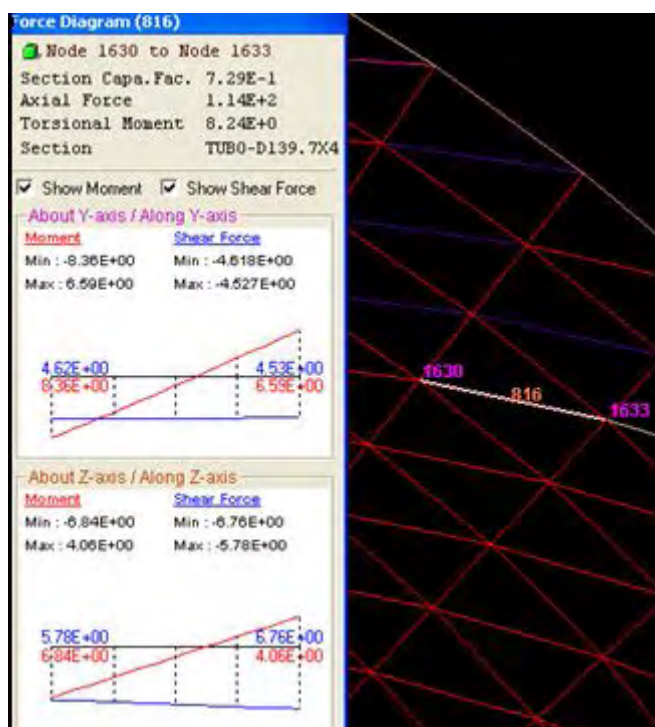 Force Diagram (816)
Node 1630 to Node 1633
Section Capa.Fac. 7.29E-1
Axial Force 1.14E+2
Torsional Moment 8.24E+0
Section TUBO-D139.7X4
Show Moment Show Shear Force
About Y-axis / Along Y-axis
Moment Shear Force
Min : -8.36E+00 Min : -4.618E+00
Max : 6.59E+00 Max : -4.527E+00
4.62E+00 4.53E+00
8.36E+00 6.59E+00
About Z-axis / Along Z-axis
Moment Shear Force
Min : -6.84E+00 Min : -6.76E+00
Max : 4.06E+00 Max : -5.78E+00
5.78E+00 6.76E+00
6.84E+00 4.06E+00
1630
816
1633